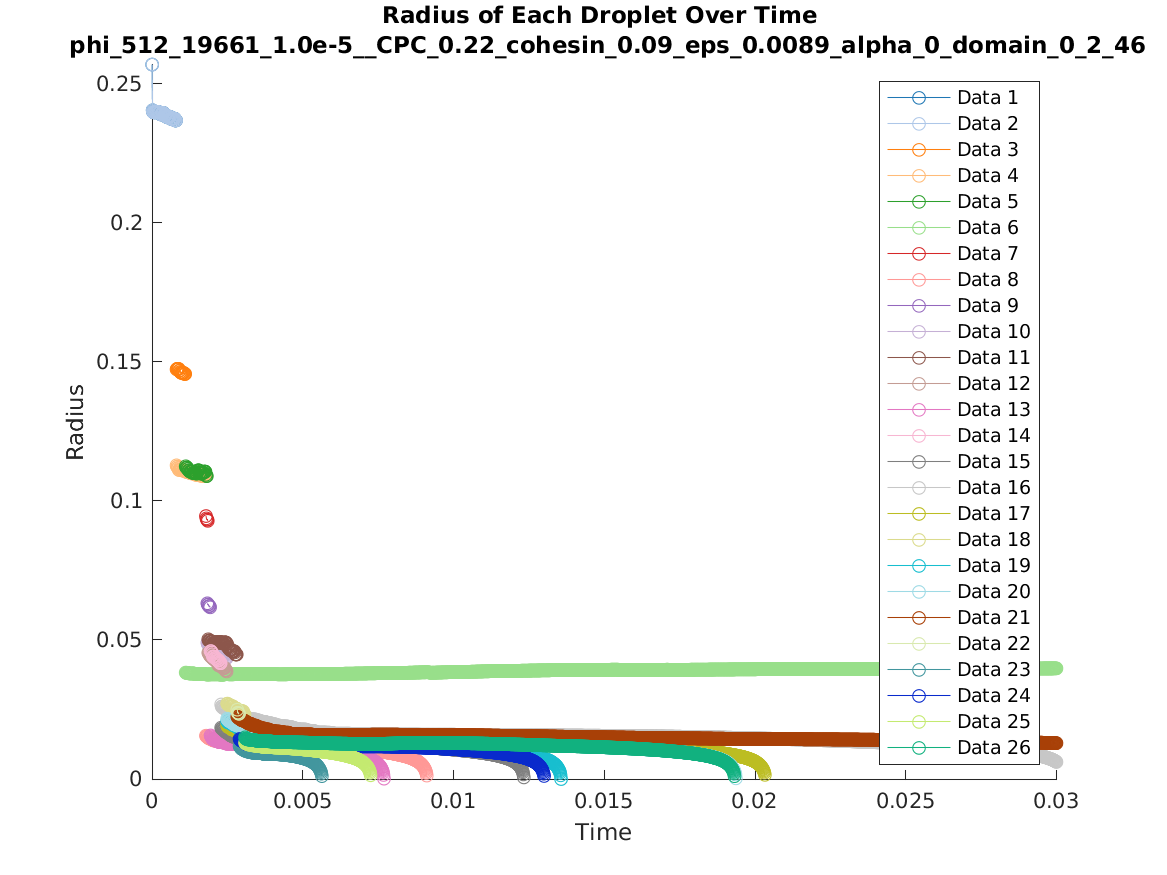 Radius of Each Droplet Over Time
phi_512_19661_1.0e-5__CPC_0.22_cohesin_0.09_eps_0.0089_alpha_0_domain_0_2_46
0.25
0.2
0.15
0.1
0.05
0
Radius
0
0.005
0.01
0.015
0.02
0.025
0.03
Time
Data 1
Data 2
Data 3
Data 4
Data 5
Data 6
Data 7
Data 8
Data 9
Data 10
Data 11
Data 12
Data 13
Data 14
Data 15
Data 16
Data 17
Data 18
Data 19
Data 20
Data 21
Data 22
Data 23
Data 24
Data 25
Data 26